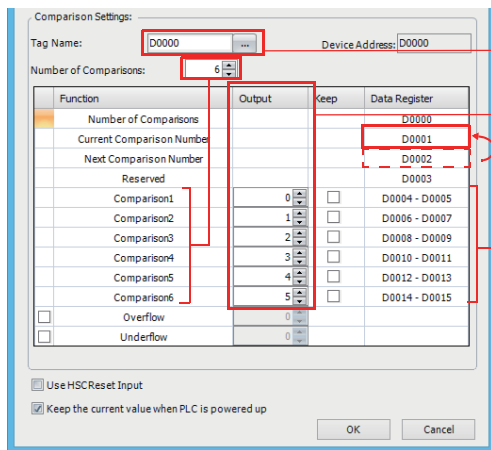 Comparison Settings:
Tag Name: D0000 ... Device Address: D0000
Number of Comparisons: 6
Function Output Keep Data Register
Number of Comparisons D0000
Current Comparison Number D0001
Next Comparison Number D0002
Reserved D0003
Comparison1 0 D0004 - D0005
Comparison2 1 D0006 - D0007
Comparison3 2 D0008 - D0009
Comparison4 3 D0010 - D0011
Comparison5 4 D0012 - D0013
Comparison6 5 D0014 - D0015
Overflow 0
Underflow 0
Use HSC Reset Input
Keep the current value when PLC is powered up
OK Cancel